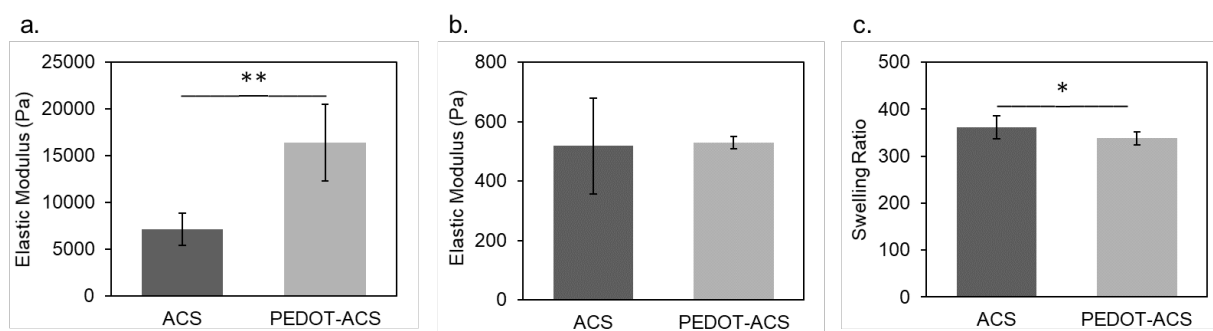 a.
**
Elastic Modulus (Pa)
25000
20000
15000
10000
5000
0
ACS PEDOT-ACS
b.
Elastic Modulus (Pa)
800
600
400
200
0
ACS PEDOT-ACS
c.
*
Swelling Ratio
500
400
300
200
100
0
ACS PEDOT-ACS